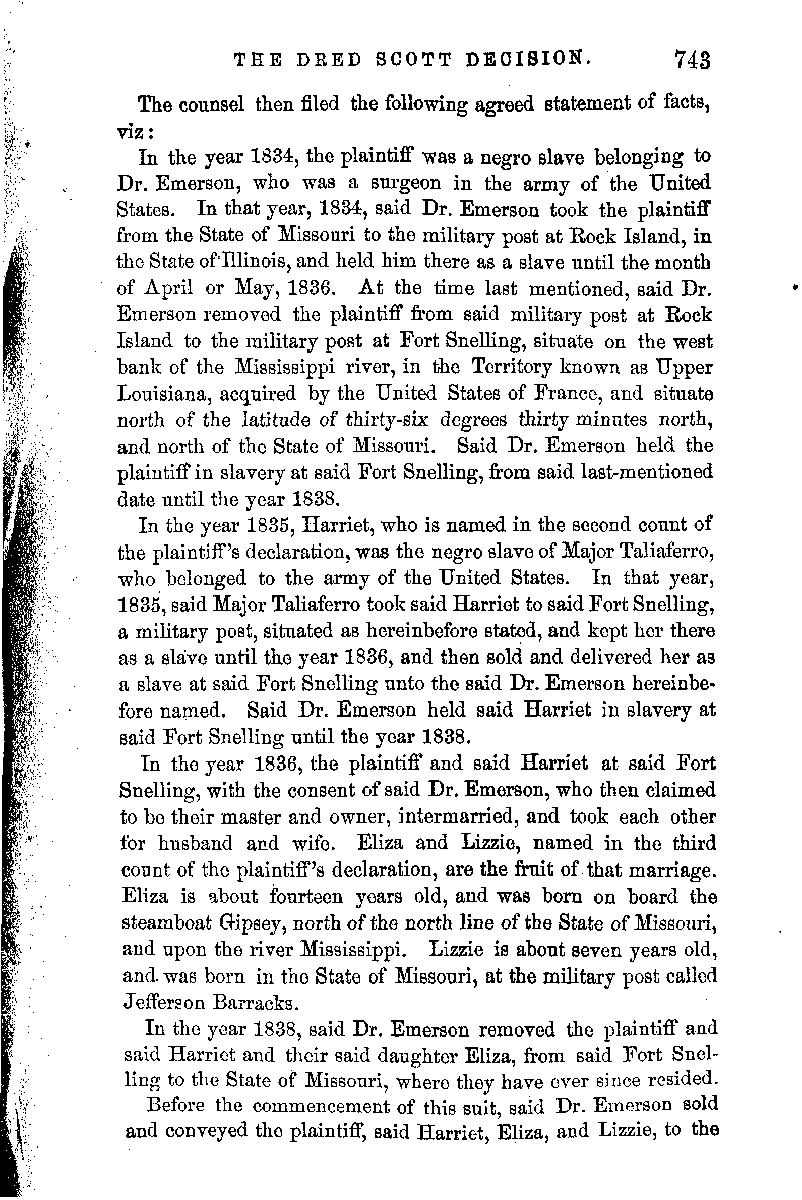 THE DRED SCOTT DECISION. 743
The counsel then filed the following agreed statement of facts,
viz:
In the year 1834, the plaintiff was a negro slave belonging to
Dr. Emerson, who was a surgeon in the army of the United
States. In that year, 1834, said Dr. Emerson took the plaintiff
from the State of Missouri to the military post at Rock Island, in
the State of Illinois, and held him there as a slave until the month
of April or May, 1836. At the time last mentioned, said Dr.
Emerson removed the plaintiff from said military post at Rock
Island to the military post at Fort Snelling, situate on the west
bank of the Mississippi river, in the Territory known as Upper
Louisiana, acquired by the United States of France, and situate
north of the latitude of thirty-six degrees thirty minutes north,
and north of the State of Missouri. Said Dr. Emerson held the
plaintiff in slavery at said Fort Snelling, from said last-mentioned
date until the year 1838.
In the year 1835, Harriet, who is named in the second count of
the plaintiff's declaration, was the negro slave of Major Taliaferro,
who belonged to the army of the United States. In that year,
1835, said Major Taliaferro took said Harriet to said Fort Snelling,
a military post, situated as hereinbefore stated, and kept her there
as a slave until the year 1836, and then sold and delivered her as
a slave at said Fort Snelling unto the said Dr. Emerson hereinbe-
fore named. Said Dr. Emerson held said Harriet in slavery at
said Fort Snelling until the year 1838.
In the year 1836, the plaintiff and said Harriet at said Fort
Snelling, with the consent of said Dr. Emerson, who then claimed
to be their master and owner, intermarried, and took each other
for husband and wife. Eliza and Lizzie, named in the third
count of the plaintiff's declaration, are the fruit of that marriage.
Eliza is about fourteen years old, and was born on board the
steamboat Gipsey, north of the north line of the State of Missouri,
and upon the river Mississippi. Lizzie is about seven years old,
and was born in the State of Missouri, at the military post called
Jefferson Barracks.
In the year 1838, said Dr. Emerson removed the plaintiff and
said Harriet and their said daughter Eliza, from said Fort Snel-
ling to the State of Missouri, where they have ever since resided.
Before the commencement of this suit, said Dr. Emerson sold
and conveyed the plaintiff, said Harriet, Eliza, and Lizzie, to the